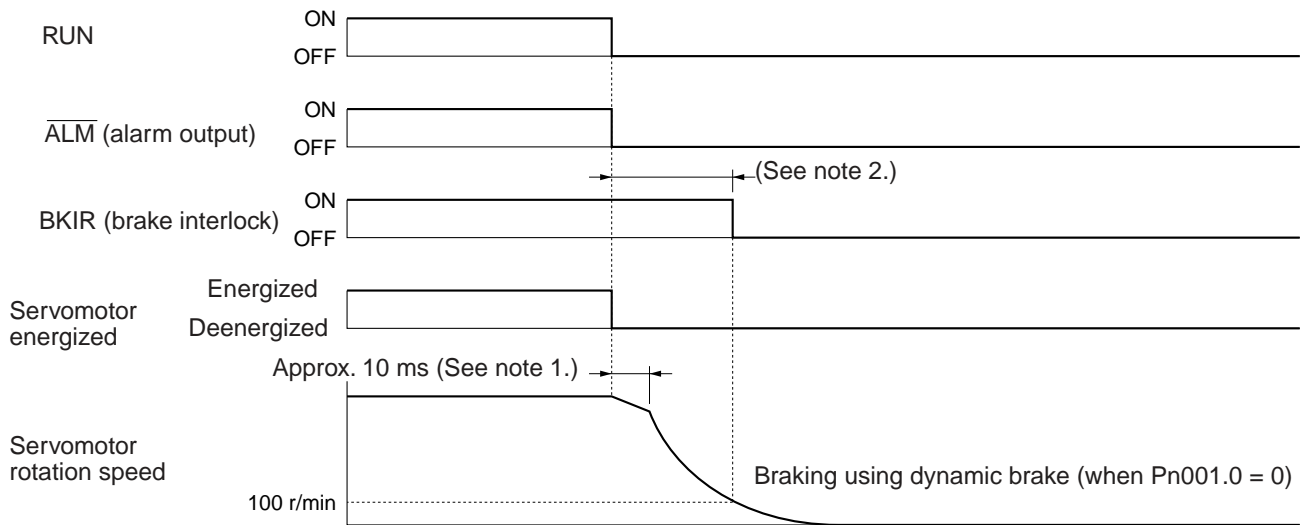 RUN
ON
OFF
ALM (alarm output)
ON
OFF
(See note 2.)
BKIR (brake interlock)
ON
OFF
Servomotor
energized
Energized
Deenergized
Approx. 10 ms (See note 1.)
Servomotor
rotation speed
Braking using dynamic brake (when Pn001.0 = 0)
100 r/min